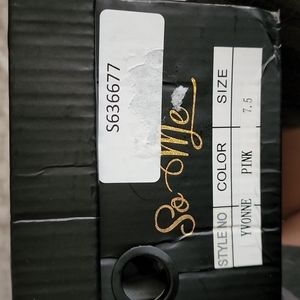 S636677
So Me
STYLE NO COLOR SIZE
YVONNE PINK 7.5